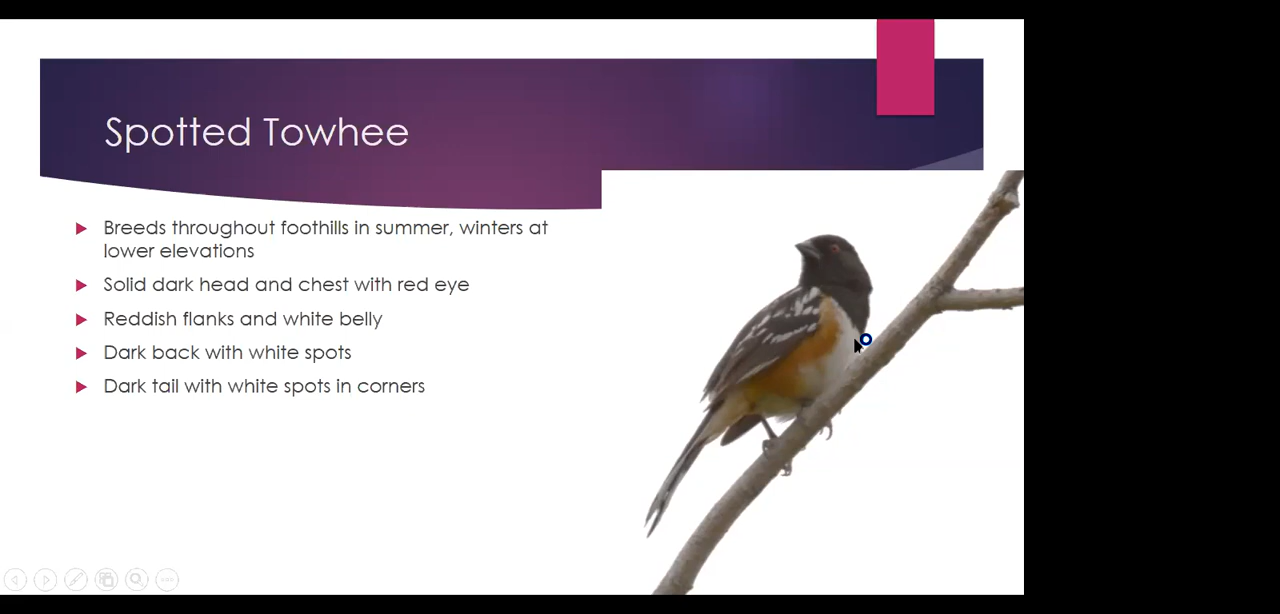 Spotted Towhee
Breeds throughout foothills in summer, winters at
lower elevations
Solid dark head and chest with red eye
Reddish flanks and white belly
Dark back with white spots
Dark tail with white spots in corners